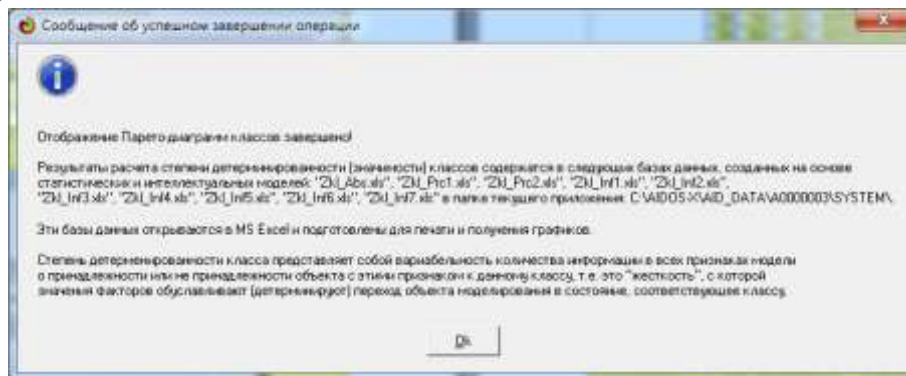 Сообщение об успешном завершении операции
Отображение Парето-диаграмм классов завершено!
Результаты расчета степени детерминированности [значимости] классов содержатся в следующих базах данных, созданных на основе
статистических и интеллектуальных моделей: "Zkl_Abs.xls", "Zkl_Prc1.xls", "Zkl_Prc2.xls", "Zkl_Inf1.xls", "Zkl_Inf2.xls",
"Zkl_Inf3.xls", "Zkl_Inf4.xls", "Zkl_Inf5.xls", "Zkl_Inf6.xls", "Zkl_Inf7.xls" в папке текущего приложения: C:\AIDOS-X\AID_DATA\A0000003\SYSTEM\.
Эти базы данных открываются в MS Excel и подготовлены для печати и получения графиков.
Степень детерменированности класса представляет собой вариабельность количества информации в всех признаках модели
о принадлежности или не принадлежности объекта с этими признаком к данному классу, т.е. это "жесткость", с которой
значения факторов обуславливают [детерминируют] переход объекта моделирования в состояние, соответствующее классу.
Ok